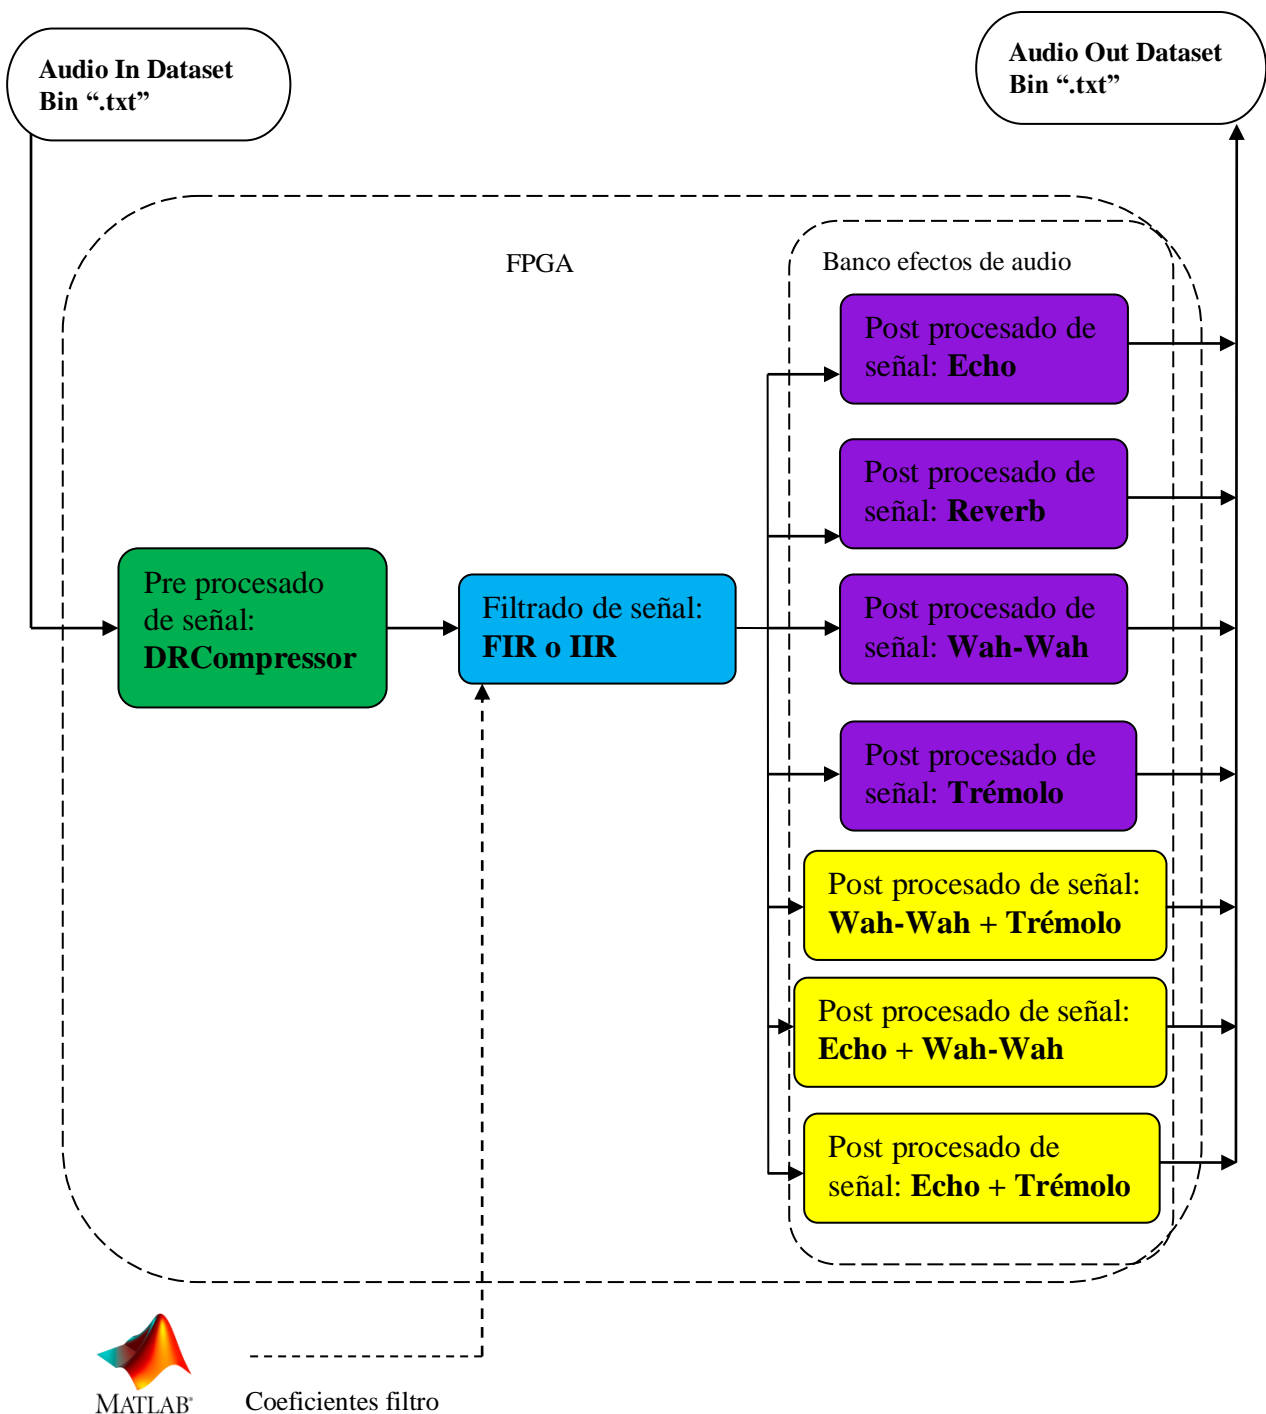 Audio In Dataset
Bin “.txt”
Audio Out Dataset
Bin “.txt”
FPGA
Banco efectos de audio
Post procesado de
señal: Echo
Post procesado de
señal: Reverb
Pre procesado
de señal:
DRCompressor
Filtrado de señal:
FIR o IIR
Post procesado de
señal: Wah-Wah
Post procesado de
señal: Trémolo
Post procesado de señal:
Wah-Wah + Trémolo
Post procesado de señal:
Echo + Wah-Wah
Post procesado de
señal: Echo + Trémolo
MATLAB®
Coeficientes filtro